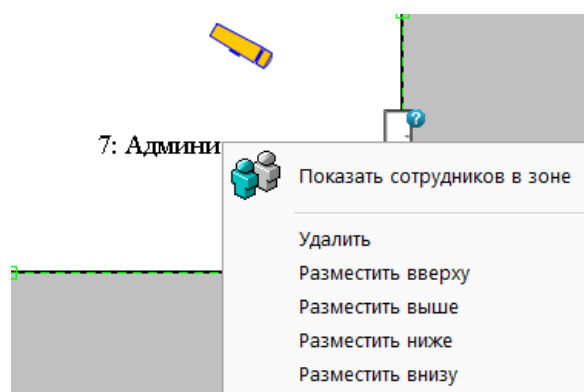 7: Админи
?
Показать сотрудников в зоне
Удалить
Разместить вверху
Разместить выше
Разместить ниже
Разместить внизу